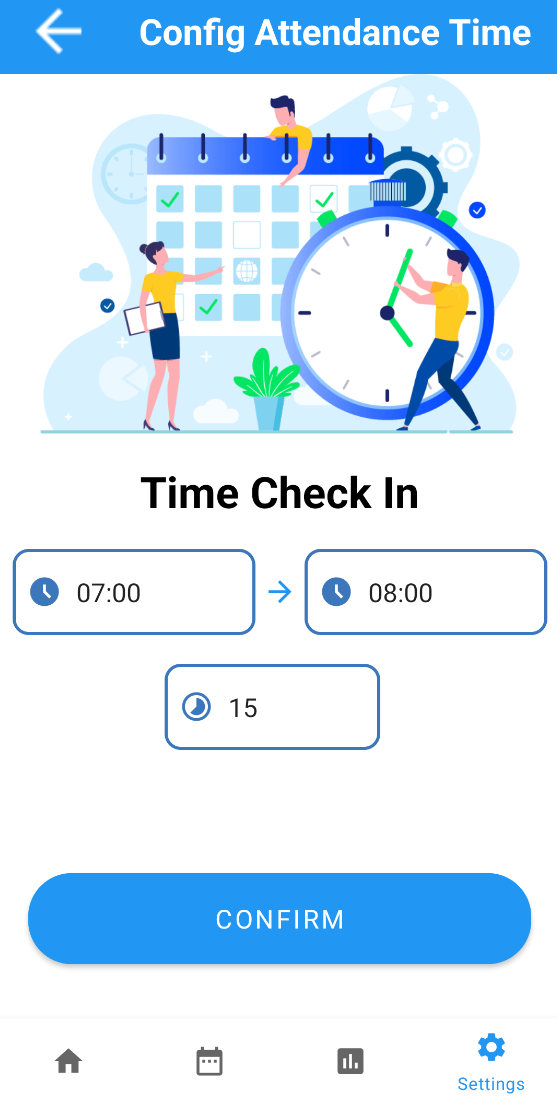 Config Attendance Time
Time Check In
07:00
08:00
15
CONFIRM
Settings